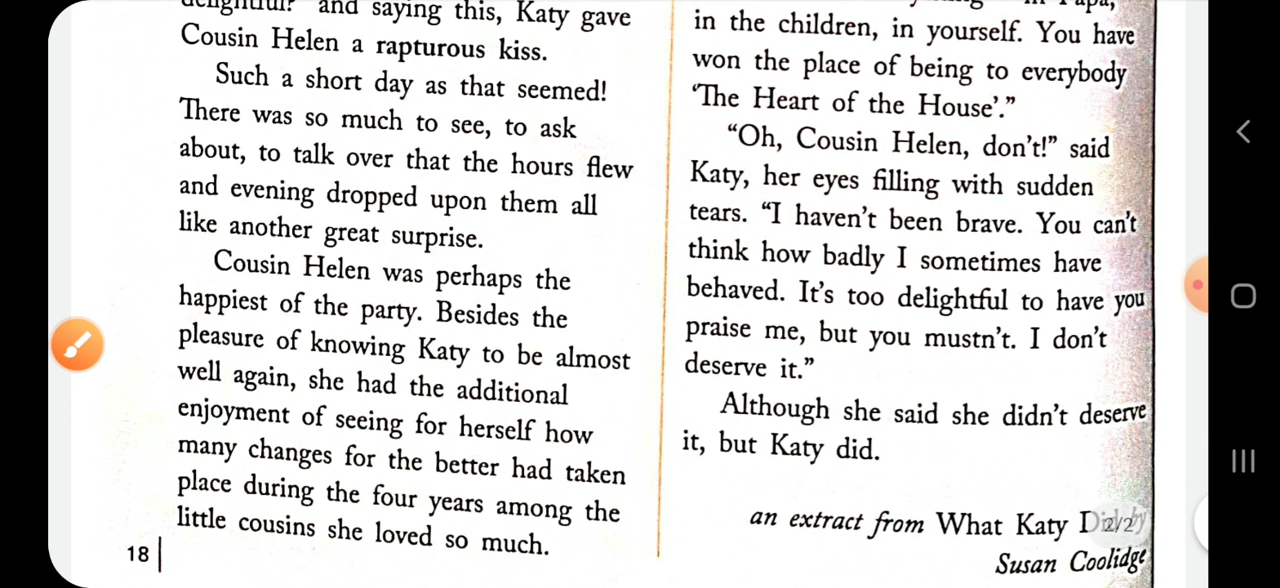 and saying this, Katy gave
Cousin Helen a rapturous kiss.
Such a short day as that seemed!
There was so much to see, to ask
about, to talk over that the hours flew
and evening dropped upon them all
like another great surprise.
Cousin Helen was perhaps the
happiest of the party. Besides the
pleasure of knowing Katy to be almost
well again, she had the additional
enjoyment of seeing for herself how
many changes for the better had taken
place during the four years among the
little cousins she loved so much.
18
in the children, in yourself. You have
won the place of being to everybody
‘The Heart of the House’.”
“Oh, Cousin Helen, don’t!” said
Katy, her eyes filling with sudden
tears. “I haven’t been brave. You can’t
think how badly I sometimes have
behaved. It’s too delightful to have you
praise me, but you mustn’t. I don’t
deserve it.”
Although she said she didn’t deserve
it, but Katy did.
an extract from What Katy
2/2
Susan Coolidge